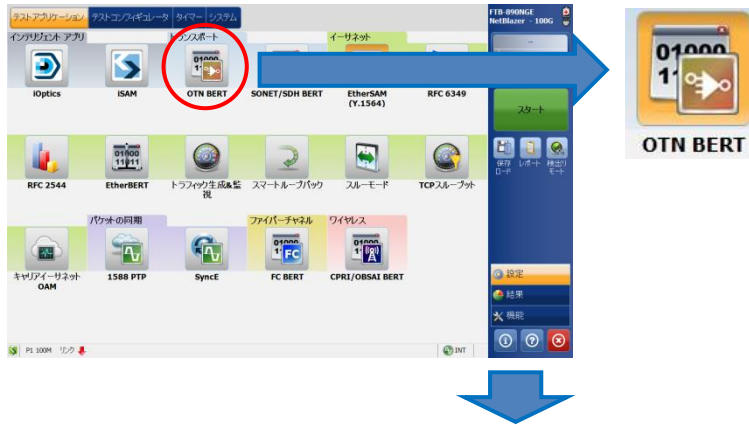 テストアプリケーション テストコンフィギュレータ タイマー システム
FTB-890NGE
NetBlazer - 100G
インテリジェント アプリ トランスポート イーサネット
--
iOptics iSAM OTN BERT SONET/SDH BERT EtherSAM (Y.1564) RFC 6349
スタート
RFC 2544 EtherBERT トラフィック生成&監視 スマートループバック スルーモード TCPスループット
保存/ロード レポート 検出リモート
パケットの同期 ファイバーチャネル ワイヤレス
キャリアイーサネット OAM 1588 PTP SyncE FC BERT CPRI/OBSAI BERT
設定
結果
機能
P1 100M リンク INT
01000
OTN BERT